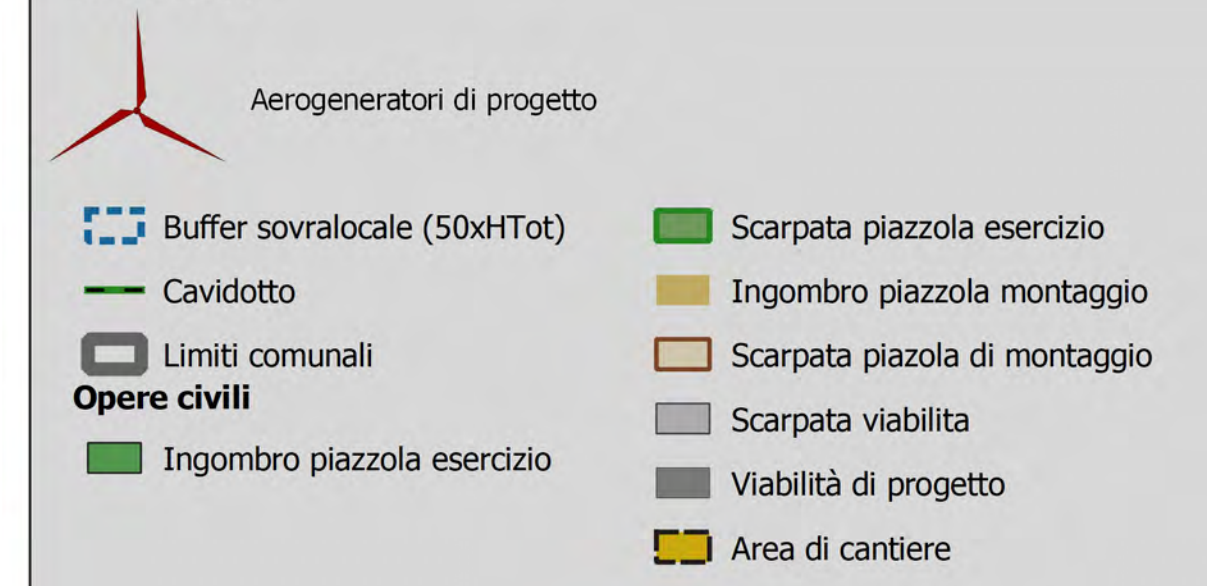 Aerogeneratori di progetto
Buffer sovralocale (50xHTot)
Cavidotto
Limiti comunali
Opere civili
Ingombro piazzola esercizio
Scarpata piazzola esercizio
Ingombro piazzola montaggio
Scarpata piazola di montaggio
Scarpata viabilita
Viabilità di progetto
Area di cantiere